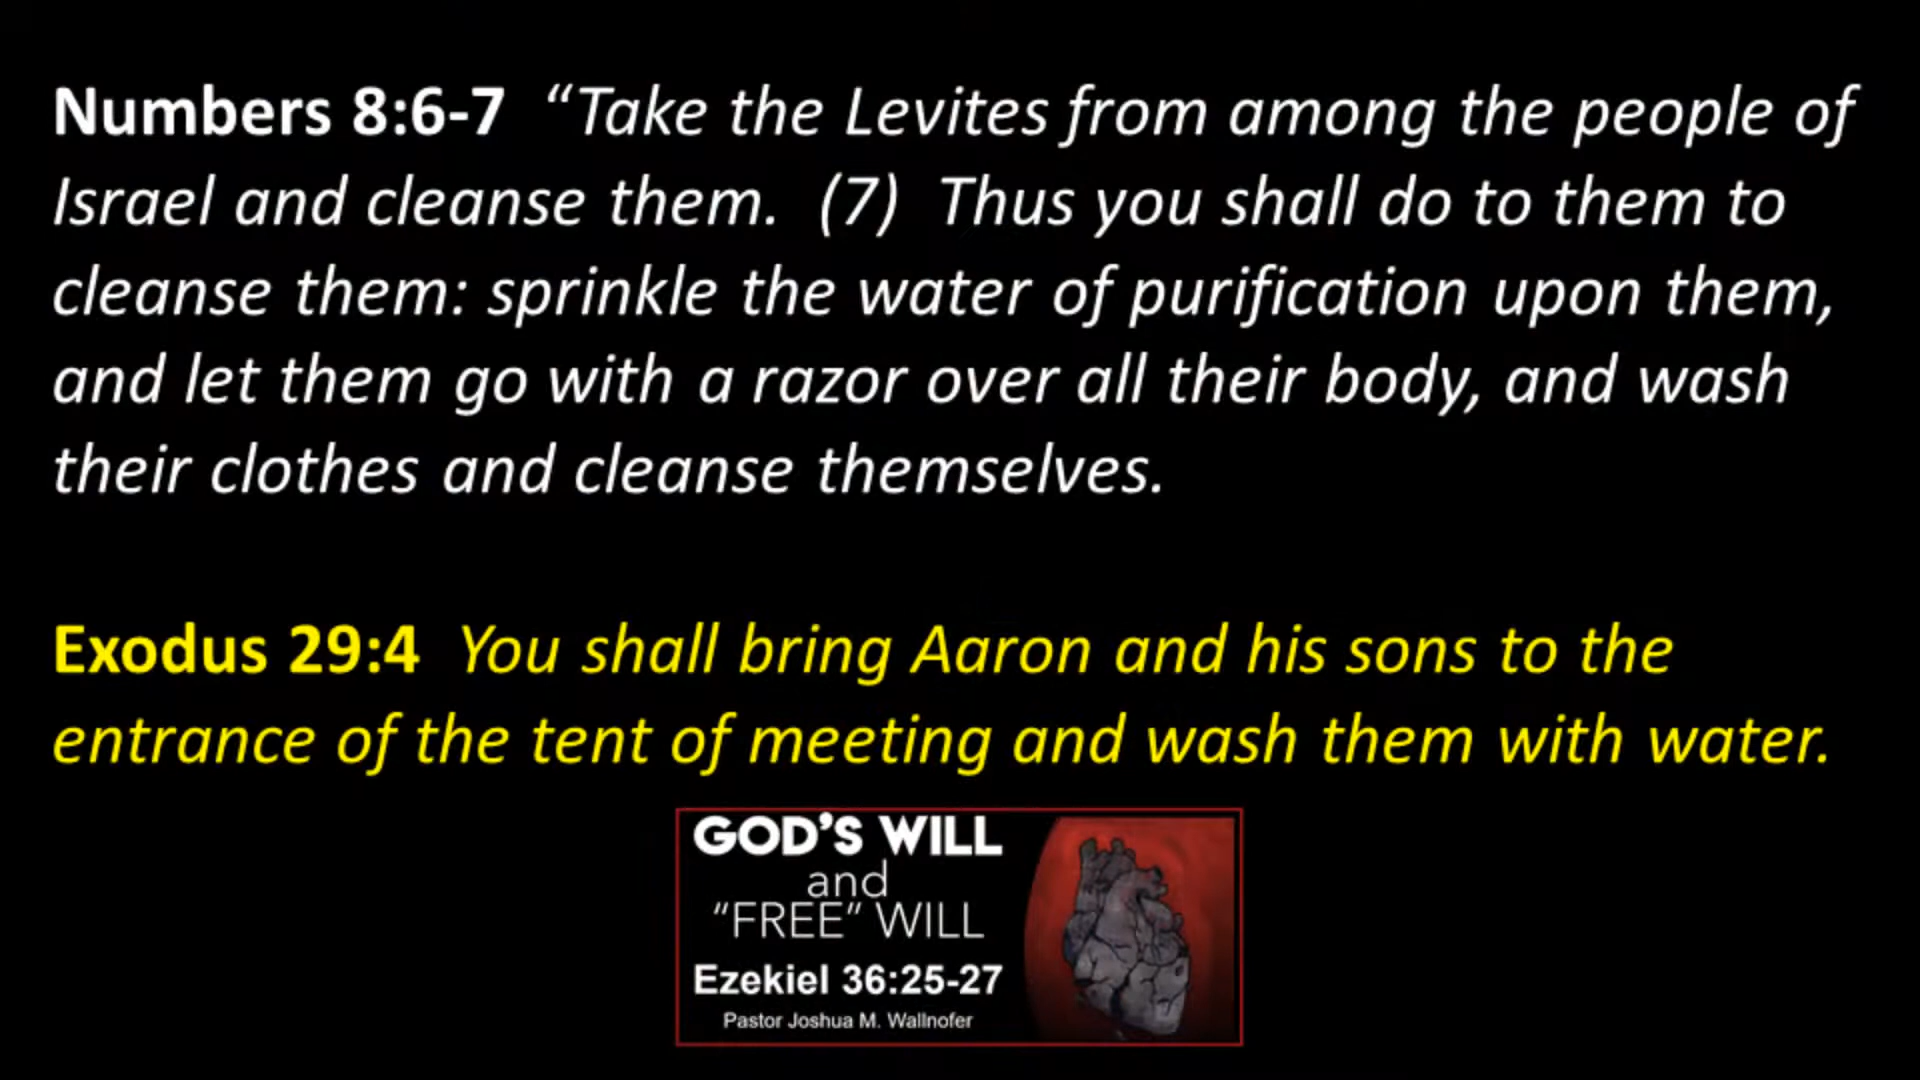 Numbers 8:6-7  “Take the Levites from among the people of
Israel and cleanse them.  (7)  Thus you shall do to them to
cleanse them: sprinkle the water of purification upon them,
and let them go with a razor over all their body, and wash
their clothes and cleanse themselves.
Exodus 29:4  You shall bring Aaron and his sons to the
entrance of the tent of meeting and wash them with water.
GOD’S WILL
and
“FREE” WILL
Ezekiel 36:25-27
Pastor Joshua M. Wallnofer